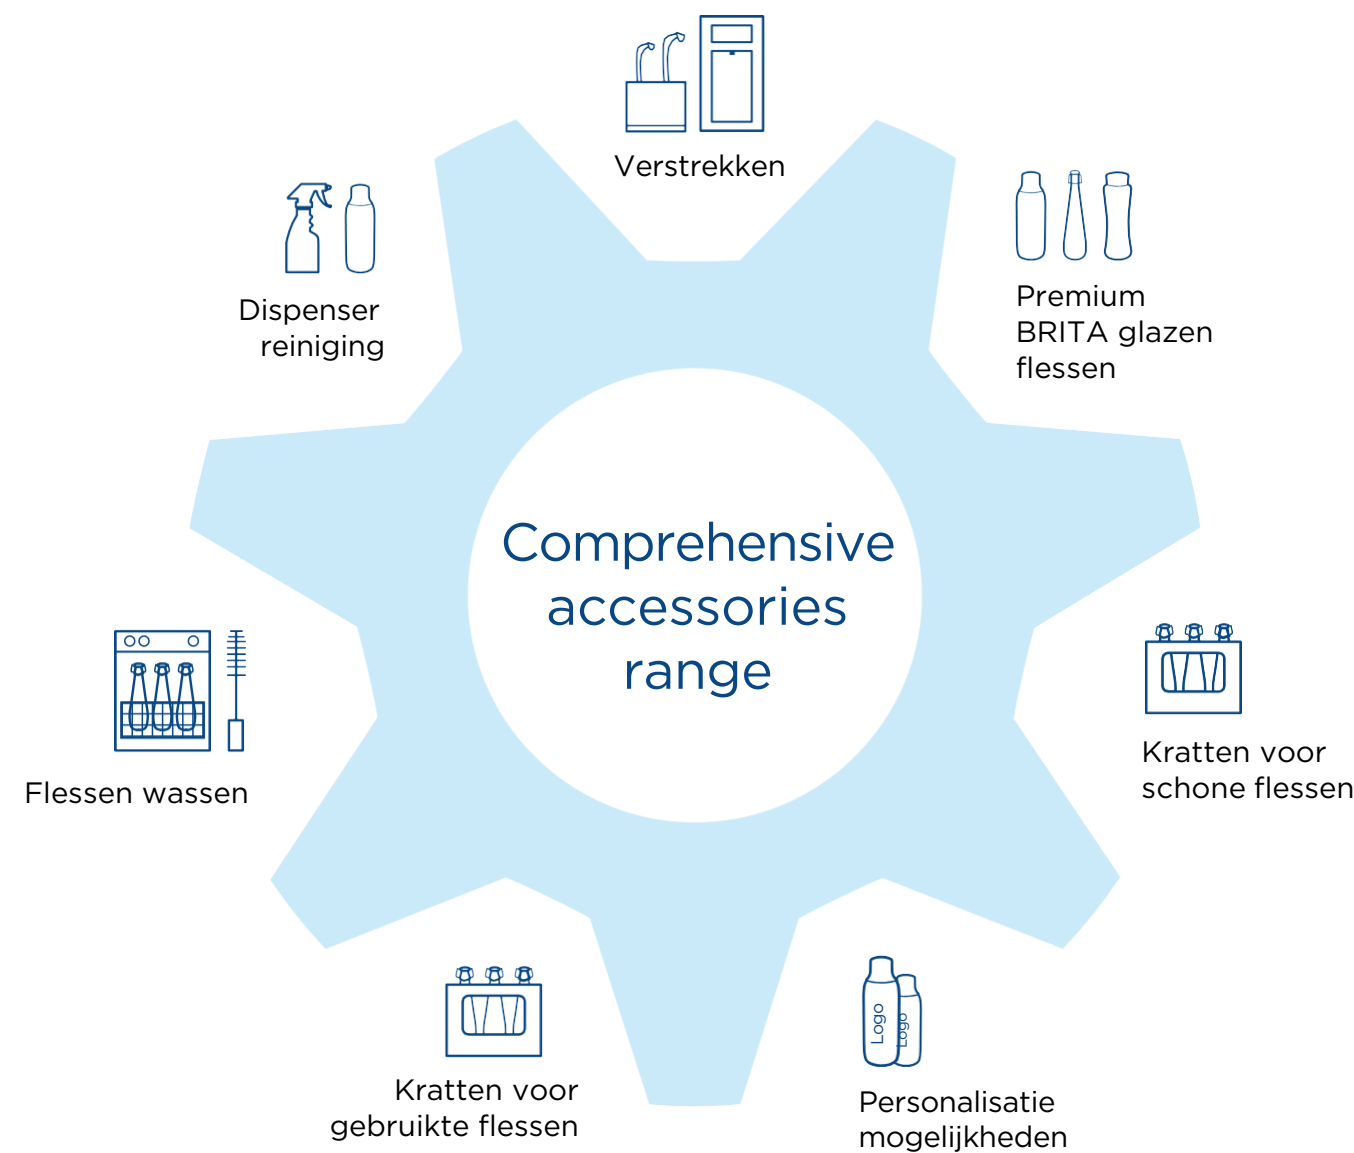 Verstrekken
Premium
BRITA glazen
flessen
Kratten voor
schone flessen
Personalisatie
mogelijkheden
Logo
Logo
Kratten voor
gebruikte flessen
Flessen wassen
Dispenser
reiniging
Comprehensive
accessories
range